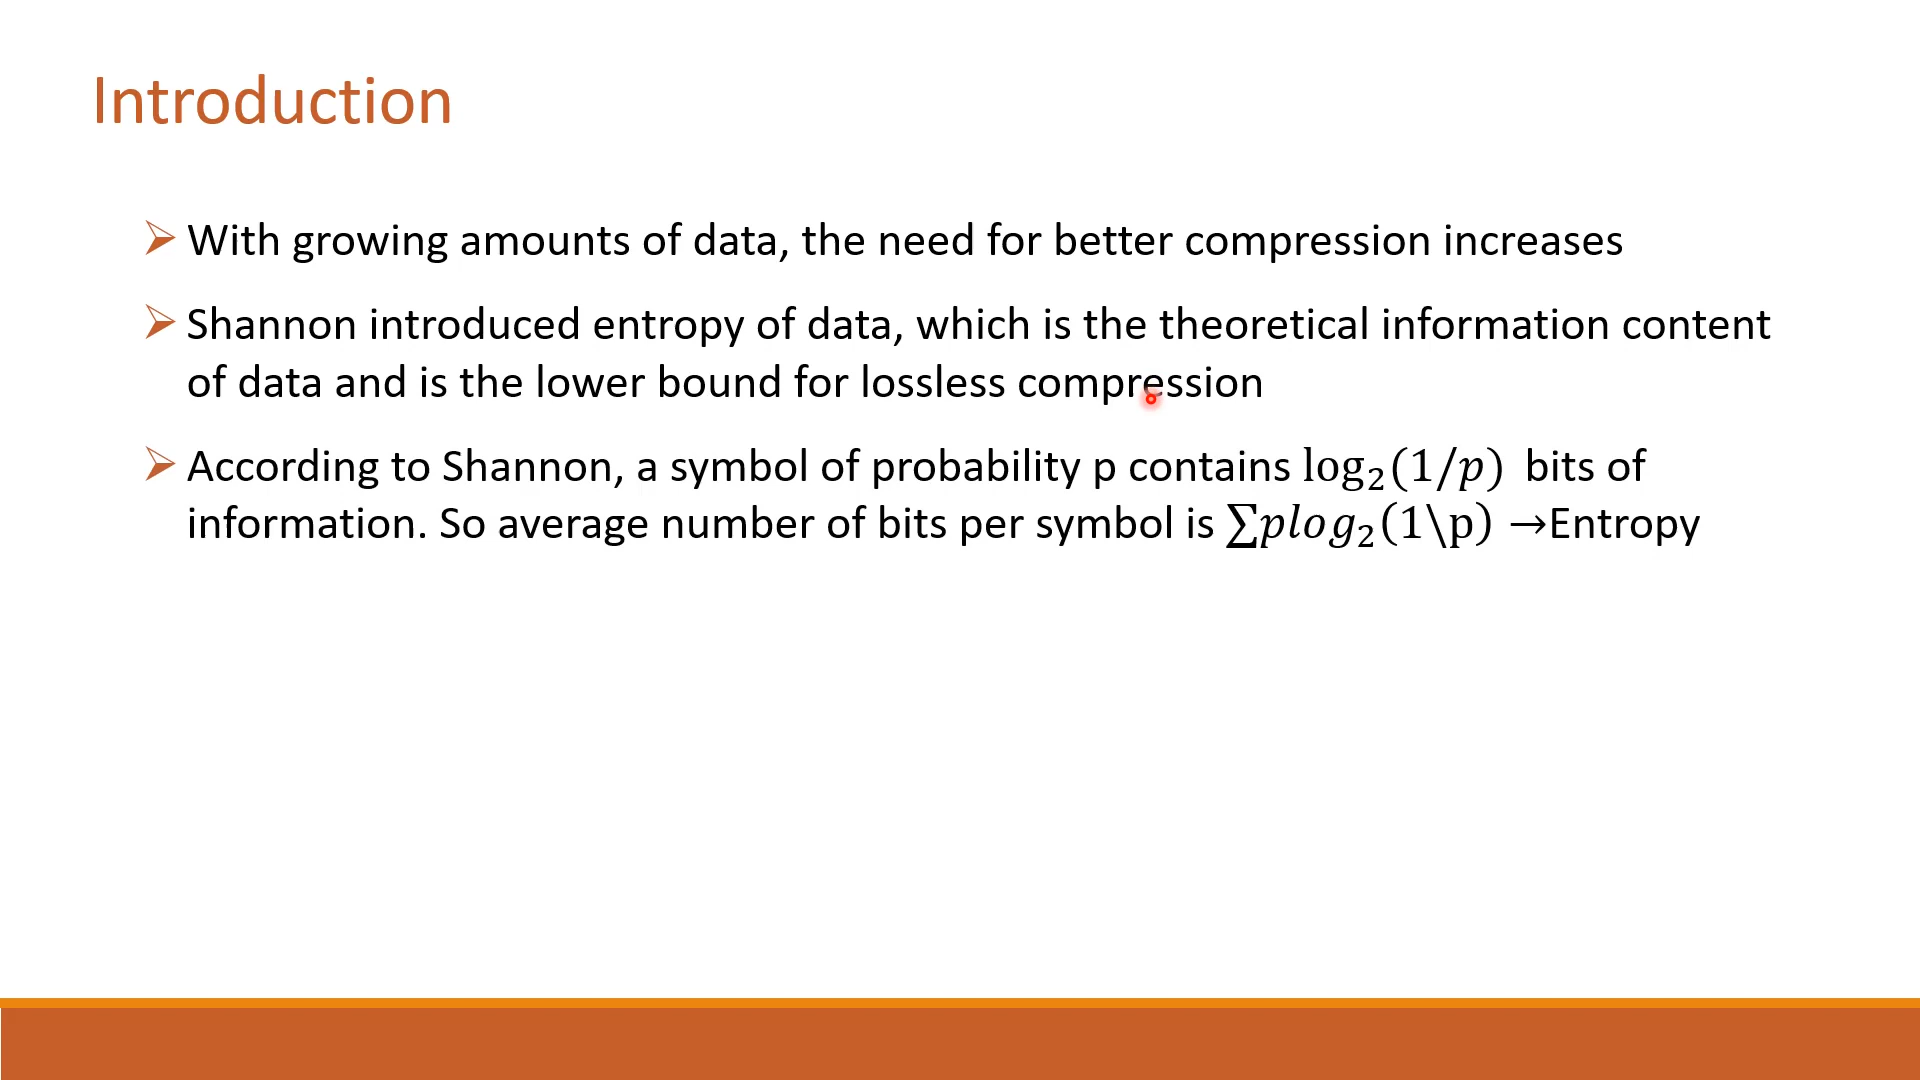 Introduction
With growing amounts of data, the need for better compression increases
Shannon introduced entropy of data, which is the theoretical information content
of data and is the lower bound for lossless compression
According to Shannon, a symbol of probability p contains log₂(1/p) bits of
information. So average number of bits per symbol is ∑plog₂(1\p) →Entropy